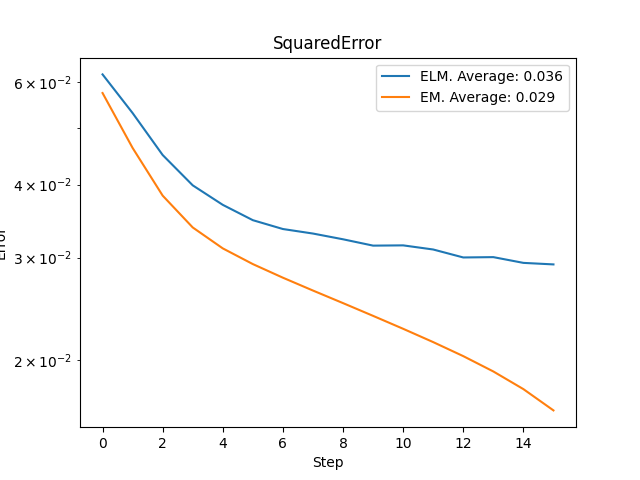 SquaredError
ELM. Average: 0.036
EM. Average: 0.029
6 × 10⁻²
4 × 10⁻²
3 × 10⁻²
2 × 10⁻²
Error
0 2 4 6 8 10 12 14
Step